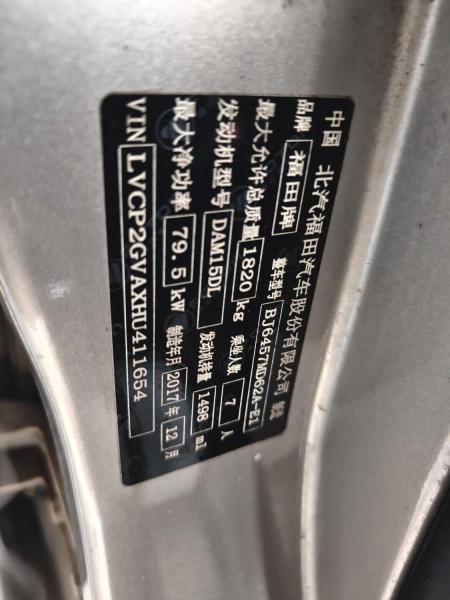 中国 北汽福田汽车股份有限公司 制造
品牌 福田牌 整车型号 BJ6457MD62A-E1
最大允许总质量 1820 kg 乘坐人数 7 人
发动机型号 DAM15DL 发动机排量 1498 ml
最大净功率 79.5 kW 制造年月 2017 年 12 月
VIN LVCP2GVAXHU411654